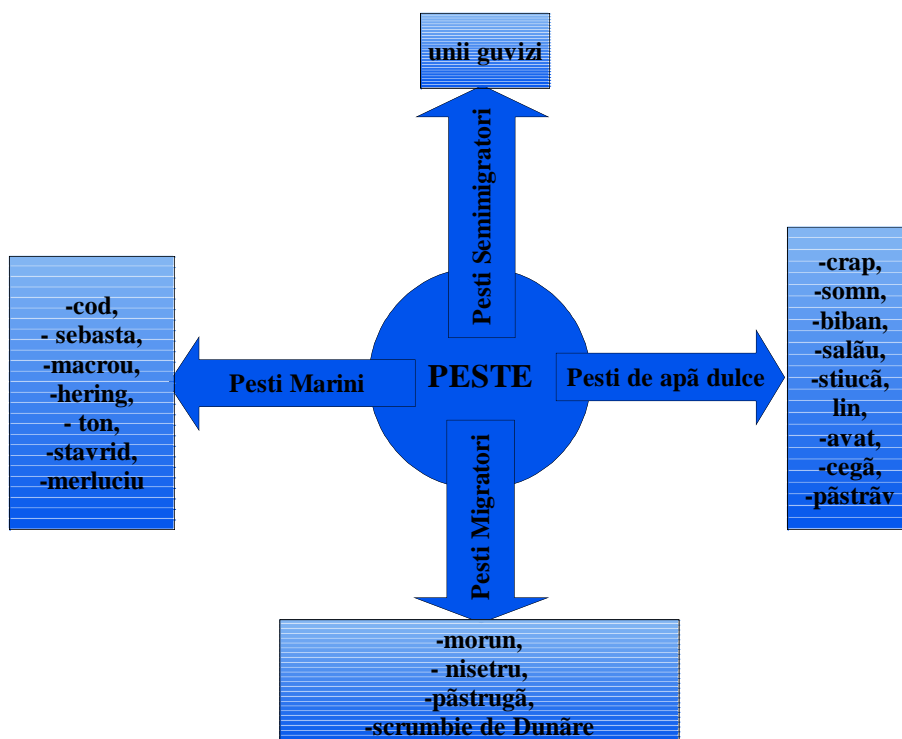 unii guvizi
Pesti Semimigratori
-cod,
- sebasta,
-macrou,
-hering,
- ton,
-stavrid,
-merluciu
Pesti Marini
PESTE
Pesti de apã dulce
-crap,
-somn,
-biban,
-salãu,
-stiucã,
lin,
-avat,
-cegã,
-pãstrãv
Pesti Migratori
-morun,
- nisetru,
-pãstrugã,
-scrumbie de Dunãre